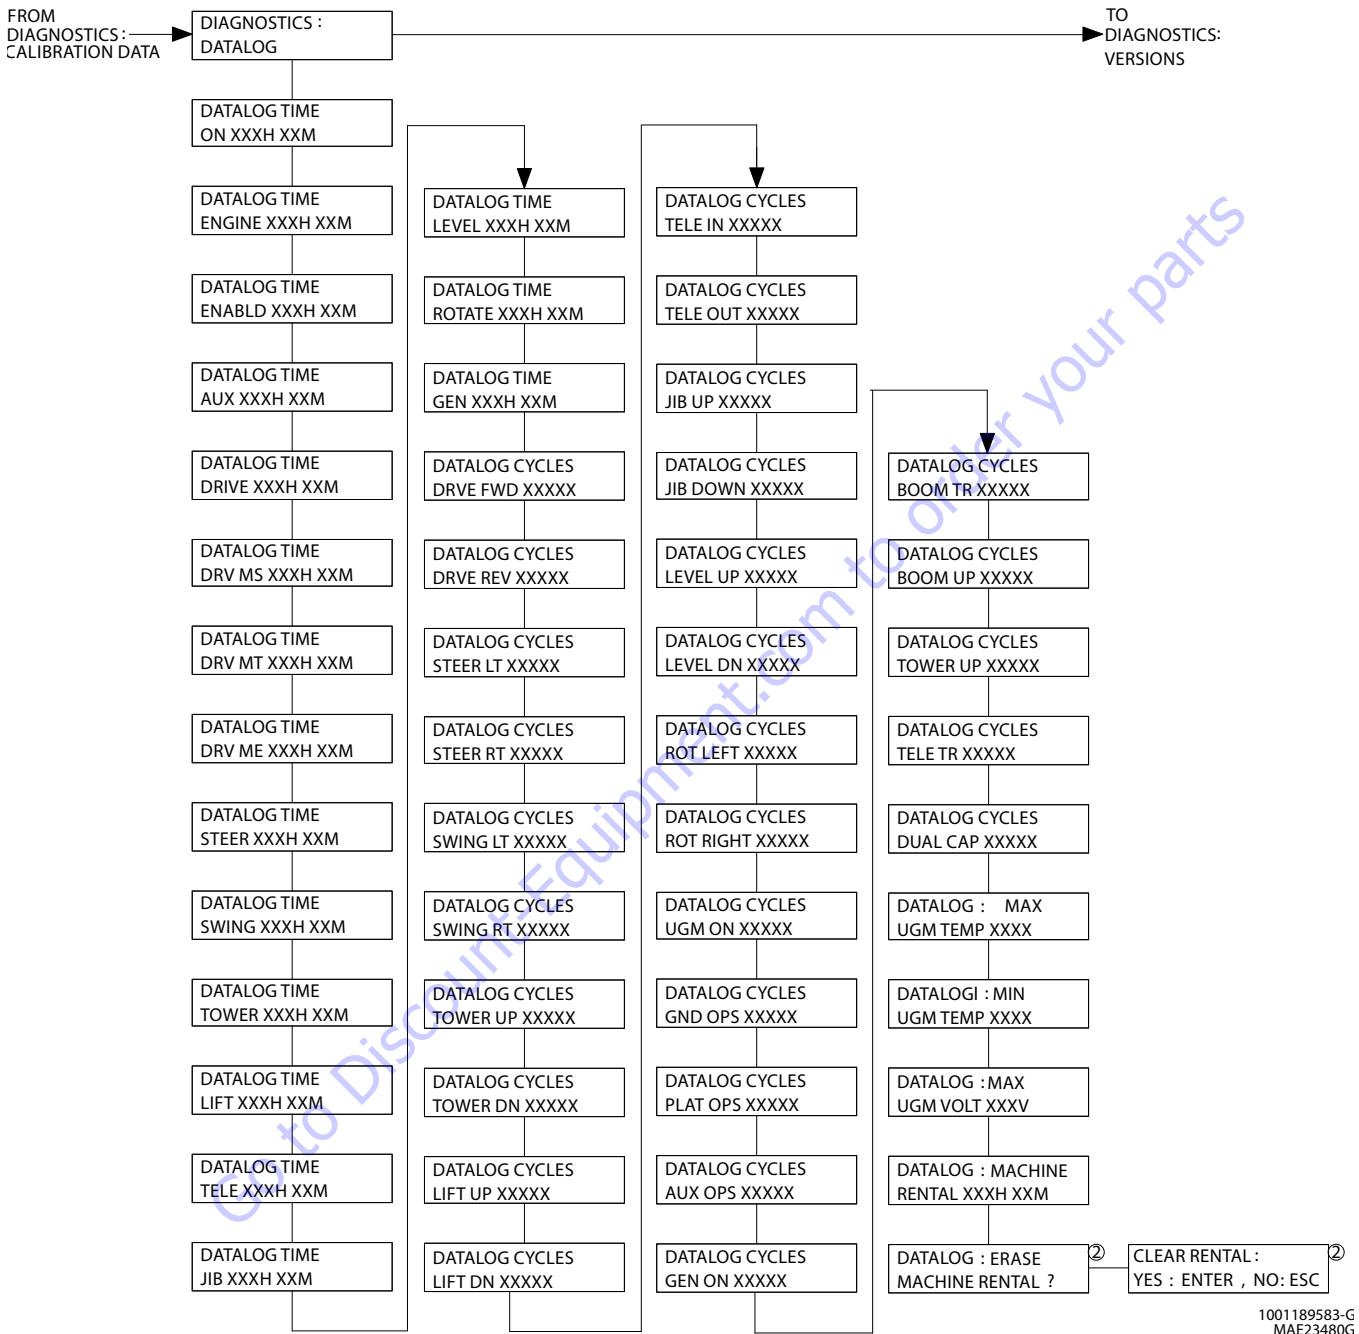 FROM
DIAGNOSTICS :
CALIBRATION DATA
DIAGNOSTICS :
DATALOG
TO
DIAGNOSTICS:
VERSIONS
DATALOG TIME
ON XXXH XXM
DATALOG TIME
ENGINE XXXH XXM
DATALOG TIME
ENABLD XXXH XXM
DATALOG TIME
AUX XXXH XXM
DATALOG TIME
DRIVE XXXH XXM
DATALOG TIME
DRV MS XXXH XXM
DATALOG TIME
DRV MT XXXH XXM
DATALOG TIME
DRV ME XXXH XXM
DATALOG TIME
STEER XXXH XXM
DATALOG TIME
SWING XXXH XXM
DATALOG TIME
TOWER XXXH XXM
DATALOG TIME
LIFT XXXH XXM
DATALOG TIME
TELE XXXH XXM
DATALOG TIME
JIB XXXH XXM
DATALOG TIME
LEVEL XXXH XXM
DATALOG TIME
ROTATE XXXH XXM
DATALOG TIME
GEN XXXH XXM
DATALOG CYCLES
DRVE FWD XXXXX
DATALOG CYCLES
DRVE REV XXXXX
DATALOG CYCLES
STEER LT XXXXX
DATALOG CYCLES
STEER RT XXXXX
DATALOG CYCLES
SWING LT XXXXX
DATALOG CYCLES
SWING RT XXXXX
DATALOG CYCLES
TOWER UP XXXXX
DATALOG CYCLES
TOWER DN XXXXX
DATALOG CYCLES
LIFT UP XXXXX
DATALOG CYCLES
LIFT DN XXXXX
DATALOG CYCLES
TELE IN XXXXX
DATALOG CYCLES
TELE OUT XXXXX
DATALOG CYCLES
JIB UP XXXXX
DATALOG CYCLES
JIB DOWN XXXXX
DATALOG CYCLES
LEVEL UP XXXXX
DATALOG CYCLES
LEVEL DN XXXXX
DATALOG CYCLES
ROT LEFT XXXXX
DATALOG CYCLES
ROT RIGHT XXXXX
DATALOG CYCLES
UGM ON XXXXX
DATALOG CYCLES
GND OPS XXXXX
DATALOG CYCLES
PLAT OPS XXXXX
DATALOG CYCLES
AUX OPS XXXXX
DATALOG CYCLES
GEN ON XXXXX
DATALOG CYCLES
BOOM TR XXXXX
DATALOG CYCLES
BOOM UP XXXXX
DATALOG CYCLES
TOWER UP XXXXX
DATALOG CYCLES
TELE TR XXXXX
DATALOG CYCLES
DUAL CAP XXXXX
DATALOG : MAX
UGM TEMP XXXX
DATALOGI : MIN
UGM TEMP XXXX
DATALOG :MAX
UGM VOLT XXXV
DATALOG : MACHINE
RENTAL XXXH XXM
DATALOG : ERASE
MACHINE RENTAL ?
②
CLEAR RENTAL :
YES : ENTER , NO: ESC
②
1001189583-G
MAE23480G
Go to Discount-Equipment.com to order your parts